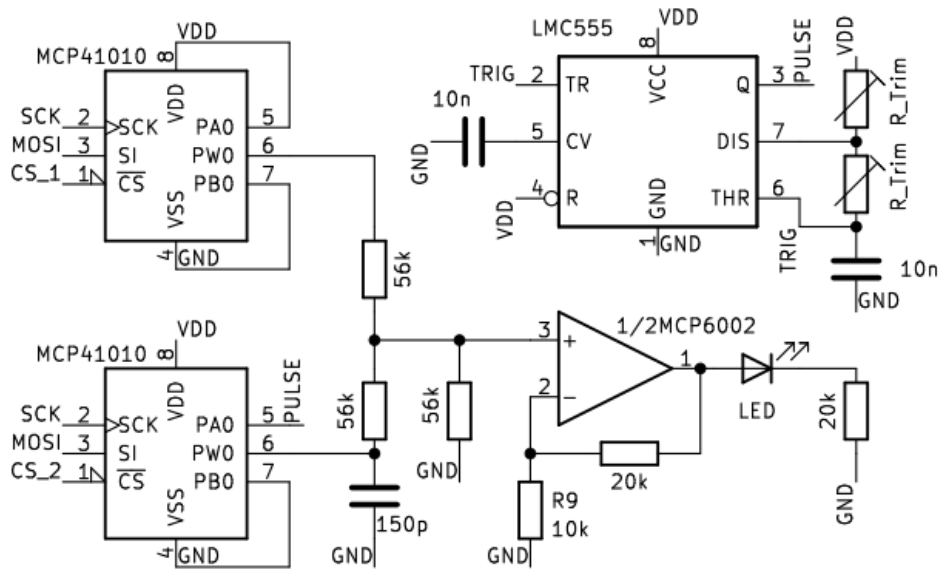 VDD
MCP41010
8
VDD
SCK
2
SCK
PA0
5
MOSI
3
SI
PW0
6
CS_1
1
CS
PB0
7
VSS
4
GND
LMC555
VDD
8
VCC
TRIG
2
TR
Q
3
PULSE
10n
GND
5
CV
DIS
7
VDD
4
R
THR
6
GND
1
GND
TRIG
VDD
R_Trim
R_Trim
10n
GND
56k
56k
56k
GND
VDD
MCP41010
8
VDD
SCK
2
SCK
PA0
5
PULSE
MOSI
3
SI
PW0
6
CS_2
1
CS
PB0
7
VSS
4
GND
150p
GND
1/2MCP6002
3
+
2
-
1
LED
20k
20k
R9
10k
GND
GND